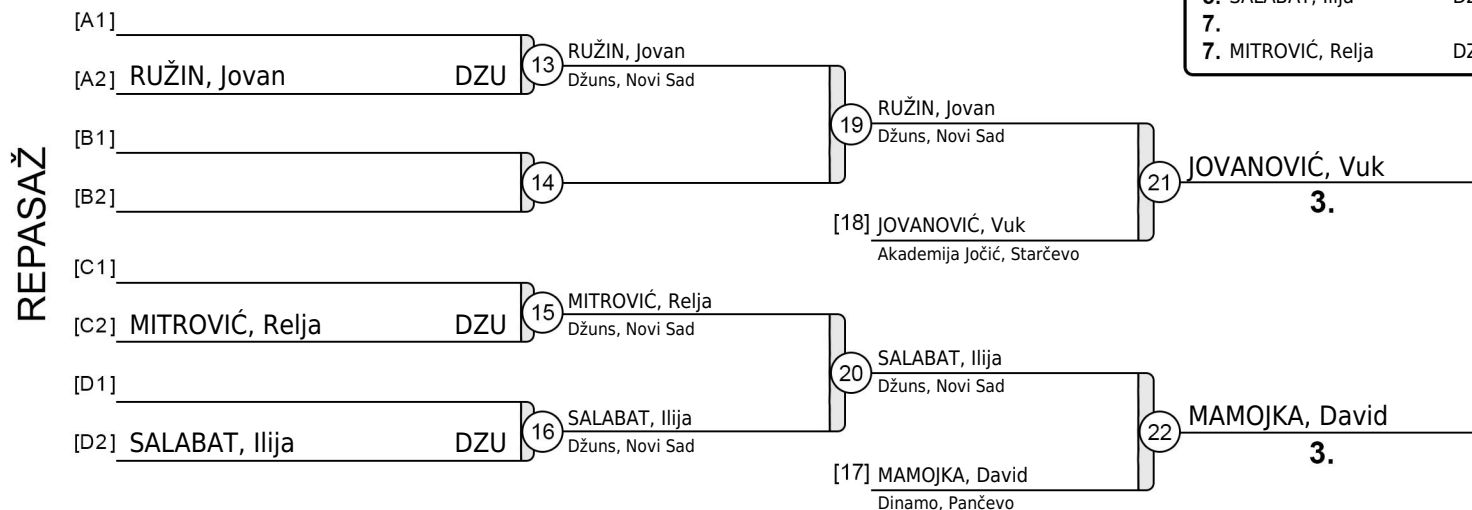 5. SALABAT, Ilija
7.
7. MITROVIĆ, Relja
REPASAŽ
[A1]
[A2] RUŽIN, Jovan DZU
13
RUŽIN, Jovan
Džuns, Novi Sad
[B1]
[B2]
14
19
RUŽIN, Jovan
Džuns, Novi Sad
[18] JOVANOVIĆ, Vuk
Akademija Jočić, Starčevo
21
JOVANOVIĆ, Vuk
3.
[C1]
[C2] MITROVIĆ, Relja DZU
15
MITROVIĆ, Relja
Džuns, Novi Sad
[D1]
[D2] SALABAT, Ilija DZU
16
SALABAT, Ilija
Džuns, Novi Sad
20
SALABAT, Ilija
Džuns, Novi Sad
[17] MAMOJKA, David
Dinamo, Pančevo
22
MAMOJKA, David
3.